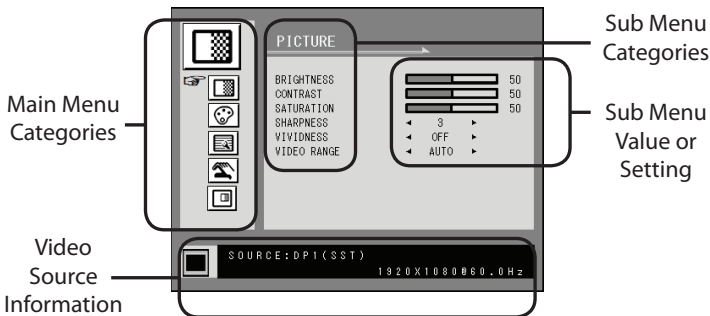 Main Menu
Categories
PICTURE
BRIGHTNESS 50
CONTRAST 50
SATURATION 50
SHARPNESS 3
VIVIDNESS OFF
VIDEO RANGE AUTO
Sub Menu
Categories
Sub Menu
Value or
Setting
Video
Source
Information
SOURCE:DP1(SST)
1920X1080@60.0Hz